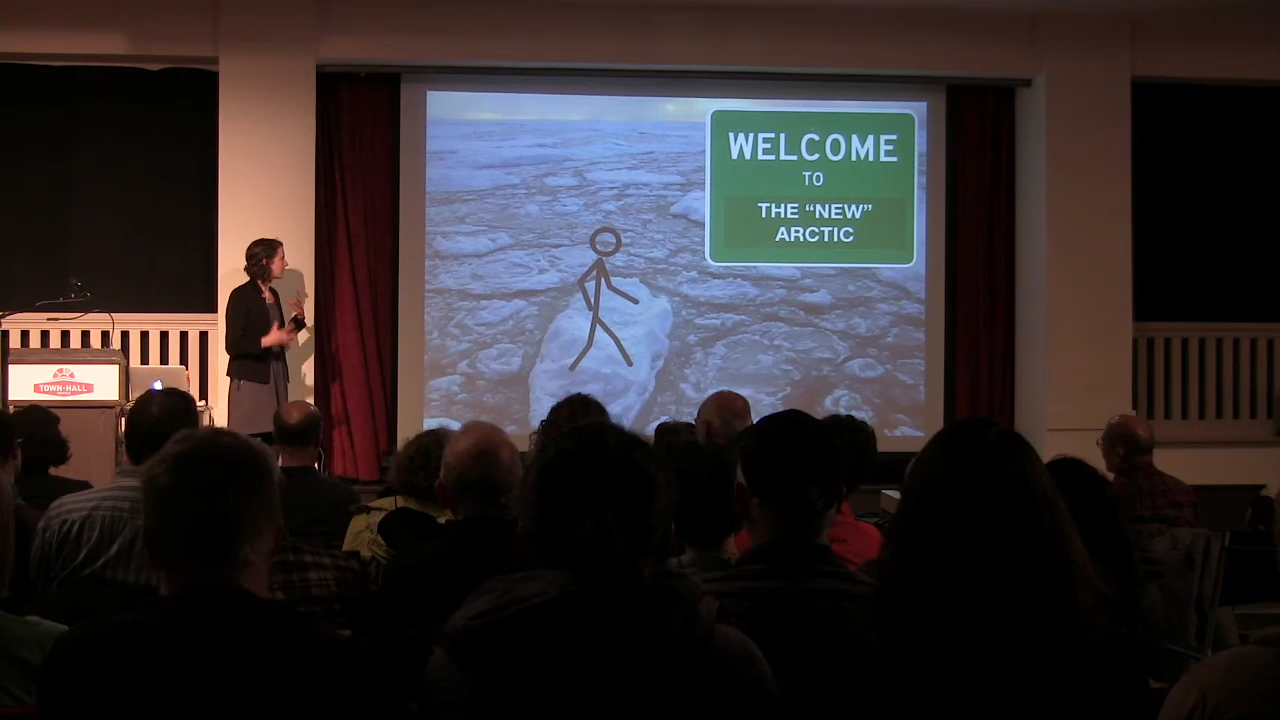 WELCOME
TO
THE “NEW”
ARCTIC
TOWN HALL